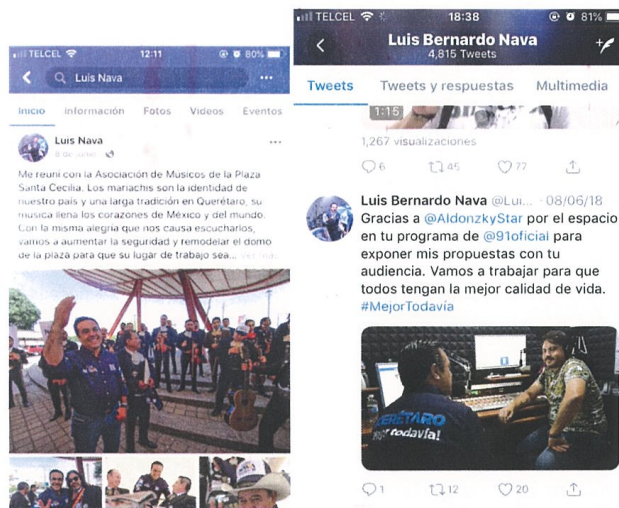 TELCEL 12:11 80%
Luis Nava
Inicio Información Fotos Videos Eventos
Luis Nava
8 de junio
Me reuní con la Asociación de Músicos de la Plaza
Santa Cecilia. Los mariachis son la identidad de
nuestro país y una larga tradición en Querétaro, su
música llena los corazones de México y del mundo.
Con la misma alegría que nos causa escucharlos,
vamos a aumentar la seguridad y remodelar el domo
de la plaza para que su lugar de trabajo sea... Ver más
TELCEL 18:38 81%
Luis Bernardo Nava
4,815 Tweets
Tweets Tweets y respuestas Multimedia
1:15
1,267 visualizaciones
6 45 77
Luis Bernardo Nava @Lui... · 08/06/18
Gracias a @AldonzkyStar por el espacio
en tu programa de @91oficial para
exponer mis propuestas con tu
audiencia. Vamos a trabajar para que
todos tengan la mejor calidad de vida.
#MejorTodavía
ERÉTARO
todavía!
1 12 20